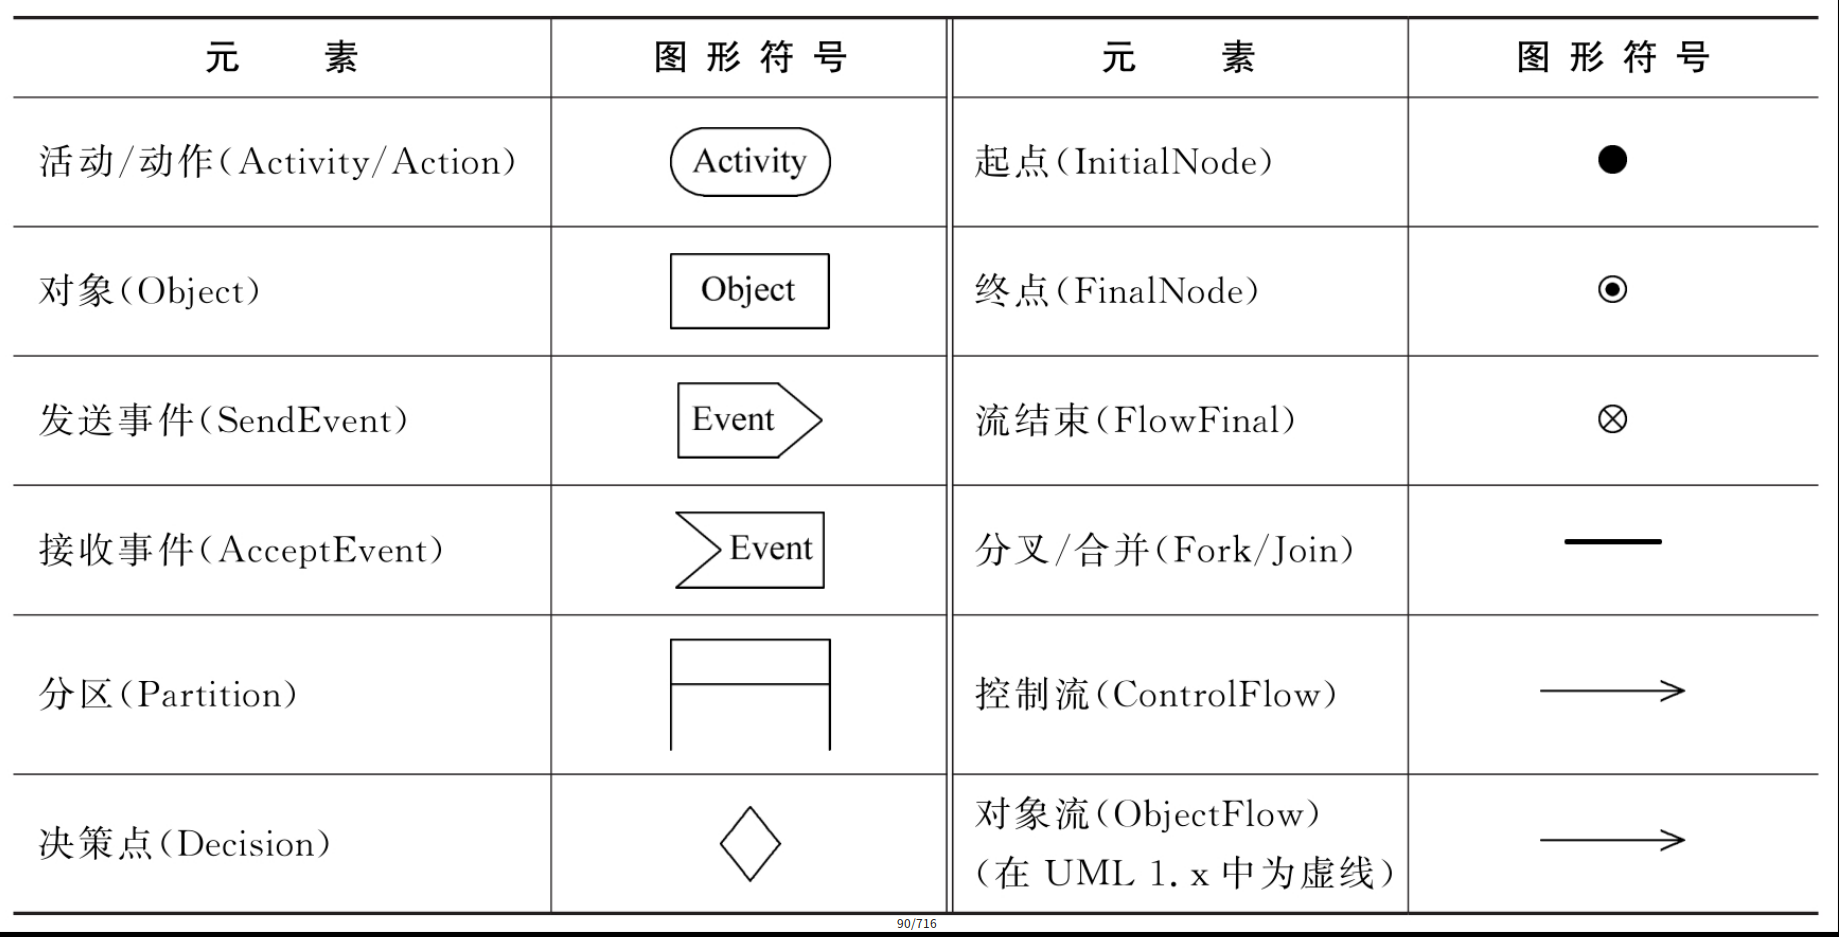 元 素 图形符号 元 素 图形符号
活动/动作(Activity/Action) Activity 起点(InitialNode)
对象(Object) Object 终点(FinalNode)
发送事件(SendEvent) Event 流结束(FlowFinal)
接收事件(AcceptEvent) Event 分叉/合并(Fork/Join)
分区(Partition) 控制流(ControlFlow)
决策点(Decision) 对象流(ObjectFlow)
(在 UML 1. x 中为虚线)
90/716